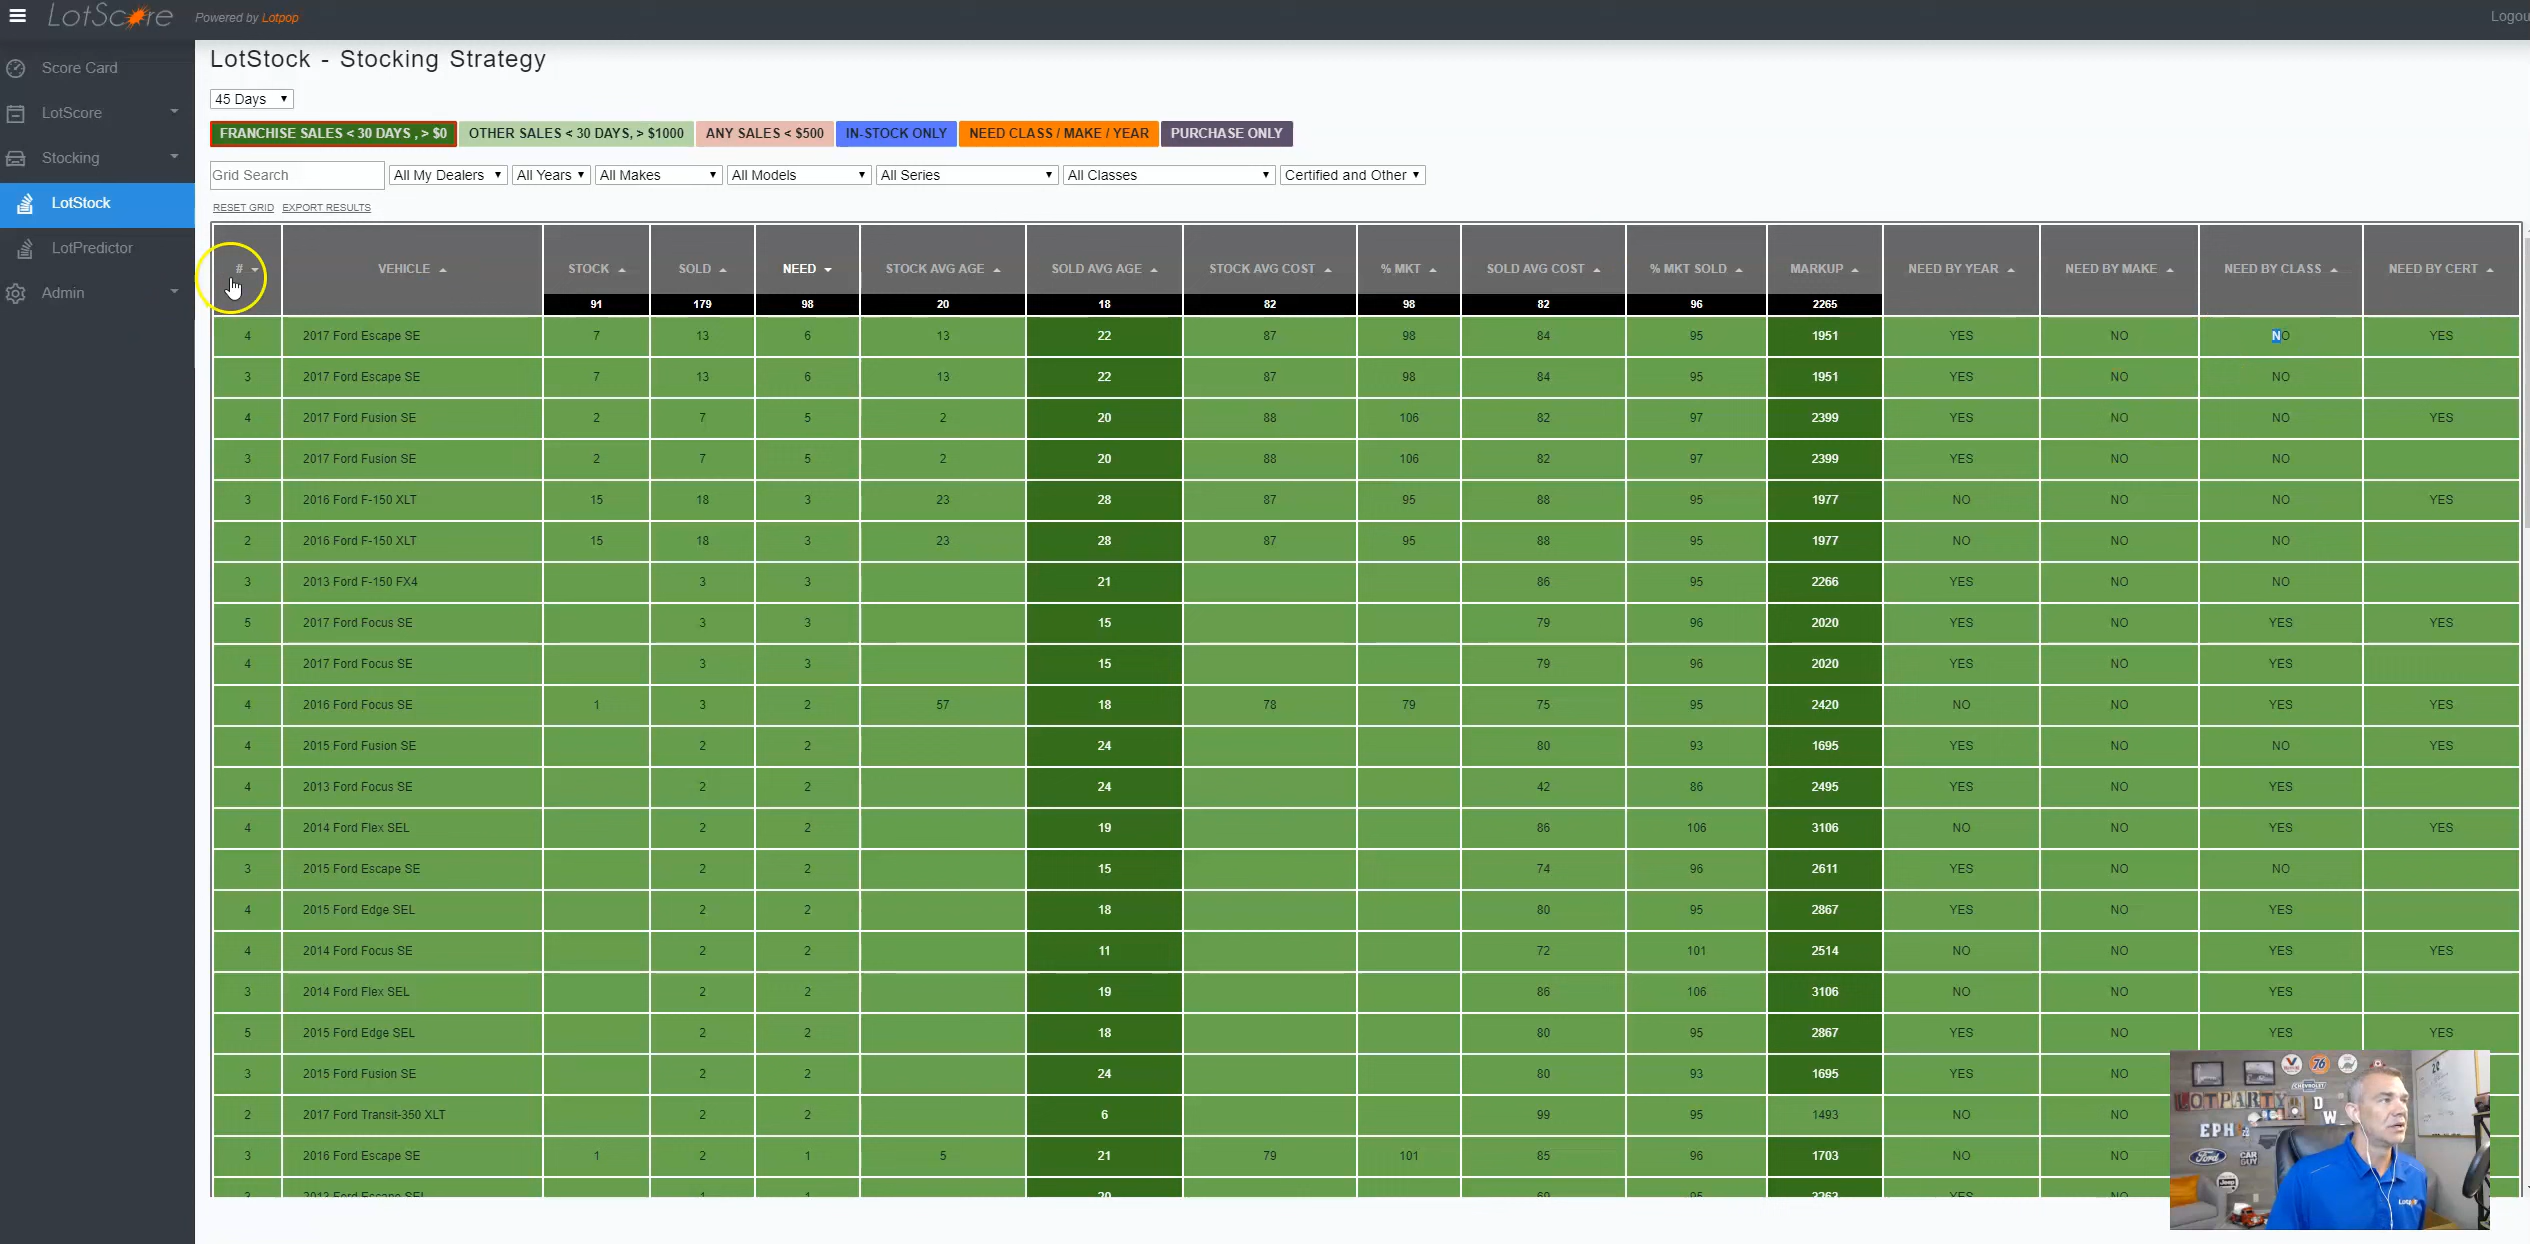 LotScore Powered by Lotpop
Logou
Score Card
LotScore
Stocking
LotStock
LotPredictor
Admin
LotStock - Stocking Strategy
45 Days
FRANCHISE SALES < 30 DAYS , > $0 OTHER SALES < 30 DAYS, > $1000 ANY SALES < $500 IN-STOCK ONLY NEED CLASS / MAKE / YEAR PURCHASE ONLY
Grid Search All My Dealers All Years All Makes All Models All Series All Classes Certified and Other
RESET GRID EXPORT RESULTS
# VEHICLE STOCK SOLD NEED STOCK AVG AGE SOLD AVG AGE STOCK AVG COST % MKT SOLD AVG COST % MKT SOLD MARKUP NEED BY YEAR NEED BY MAKE NEED BY CLASS NEED BY CERT
91 179 98 20 18 82 98 82 96 2265
4 2017 Ford Escape SE 7 13 6 13 22 87 98 84 95 1951 YES NO NO YES
3 2017 Ford Escape SE 7 13 6 13 22 87 98 84 95 1951 YES NO NO
4 2017 Ford Fusion SE 2 7 5 2 20 88 106 82 97 2399 YES NO NO YES
3 2017 Ford Fusion SE 2 7 5 2 20 88 106 82 97 2399 YES NO NO
3 2016 Ford F-150 XLT 15 18 3 23 28 87 95 88 95 1977 NO NO NO YES
2 2016 Ford F-150 XLT 15 18 3 23 28 87 95 88 95 1977 NO NO NO
3 2013 Ford F-150 FX4 3 3 21 86 95 2266 YES NO NO
5 2017 Ford Focus SE 3 3 15 79 96 2020 YES NO YES YES
4 2017 Ford Focus SE 3 3 15 79 96 2020 YES NO YES
4 2016 Ford Focus SE 1 3 2 57 18 78 79 75 95 2420 NO NO YES YES
4 2015 Ford Fusion SE 2 2 24 80 93 1695 YES NO NO YES
4 2013 Ford Focus SE 2 2 24 42 86 2495 YES NO YES
4 2014 Ford Flex SEL 2 2 19 86 106 3106 NO NO YES YES
3 2015 Ford Escape SE 2 2 15 74 96 2611 YES NO NO
4 2015 Ford Edge SEL 2 2 18 80 95 2867 YES NO YES
4 2014 Ford Focus SE 2 2 11 72 101 2514 NO NO YES YES
3 2014 Ford Flex SEL 2 2 19 86 106 3106 NO NO YES
5 2015 Ford Edge SEL 2 2 18 80 95 2867 YES NO YES YES
3 2015 Ford Fusion SE 2 2 24 80 93 1695 YES NO
2 2017 Ford Transit-350 XLT 2 2 6 99 95 1493 NO NO
3 2016 Ford Escape SE 1 2 1 5 21 79 101 85 96 1703 NO NO
3 2013 Ford Escape SEL 1 1 20 69 95 3263 YES NO
76
CHEVROLET
LOTPARTY
D
W
EPH
Ford
CAR GUY
Jeep